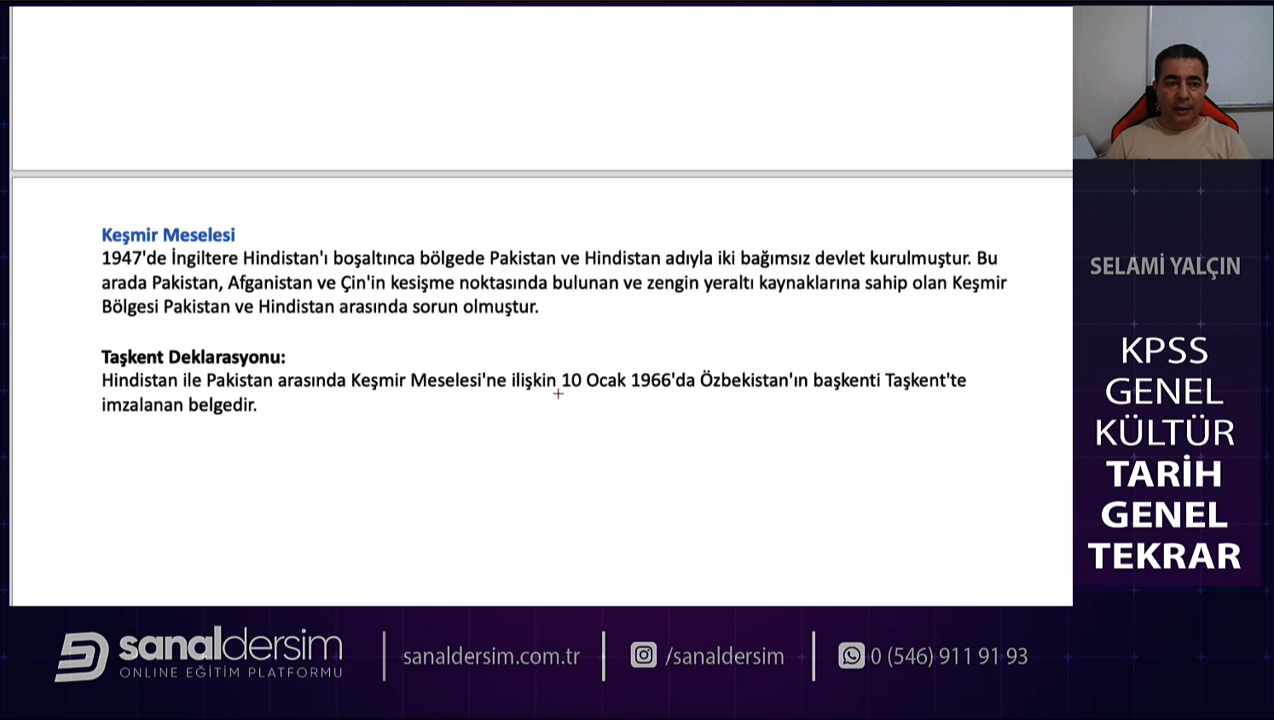 Keşmir Meselesi
1947'de İngiltere Hindistan'ı boşaltınca bölgede Pakistan ve Hindistan adıyla iki bağımsız devlet kurulmuştur. Bu
arada Pakistan, Afganistan ve Çin'in kesişme noktasında bulunan ve zengin yeraltı kaynaklarına sahip olan Keşmir
Bölgesi Pakistan ve Hindistan arasında sorun olmuştur.
Taşkent Deklarasyonu:
Hindistan ile Pakistan arasında Keşmir Meselesi'ne ilişkin 10 Ocak 1966'da Özbekistan'ın başkenti Taşkent'te
imzalanan belgedir.
SELAMİ YALÇIN
KPSS
GENEL
KÜLTÜR
TARİH
GENEL
TEKRAR
sanaldersim
ONLINE EĞİTİM PLATFORMU
sanaldersim.com.tr
/sanaldersim
0 (546) 911 91 93